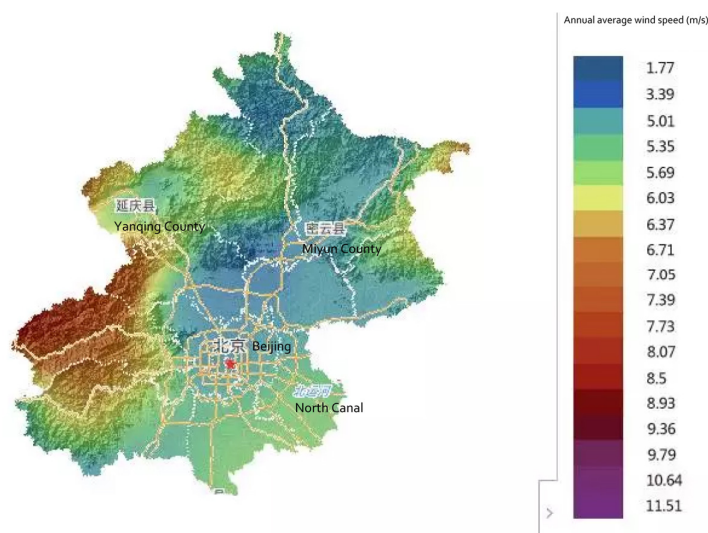 Annual average wind speed (m/s)
1.77
3.39
5.01
5.35
5.69
6.03
6.37
6.71
7.05
7.39
7.73
8.07
8.5
8.93
9.36
9.79
10.64
11.51
延庆县
Yanqing County
密云县
Miyun County
北京 Beijing
北运河
North Canal